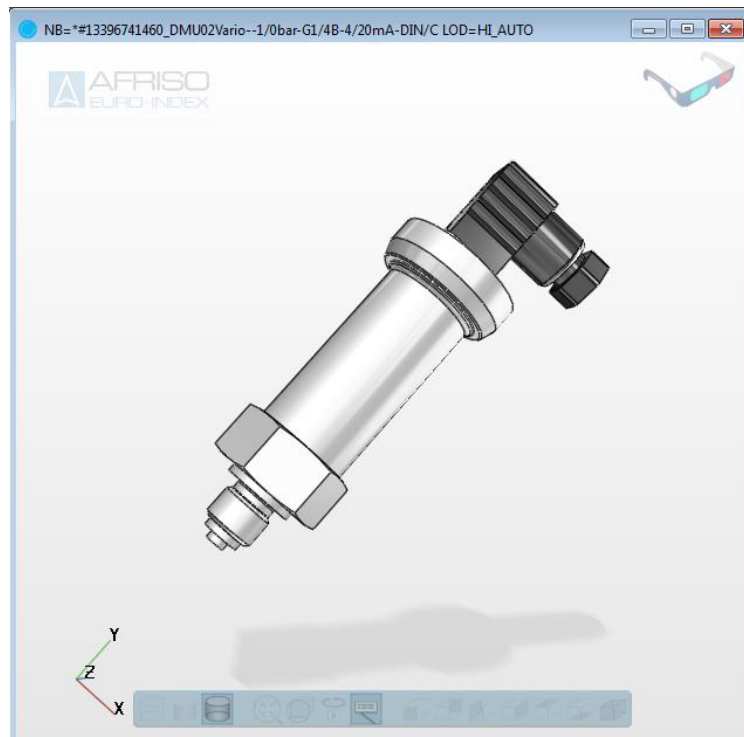 NB=*#13396741460_DMU02Vario--1/0bar-G1/4B-4/20mA-DIN/C LOD=HI_AUTO
AFRISO
EURO-INDEX
Y
Z
X